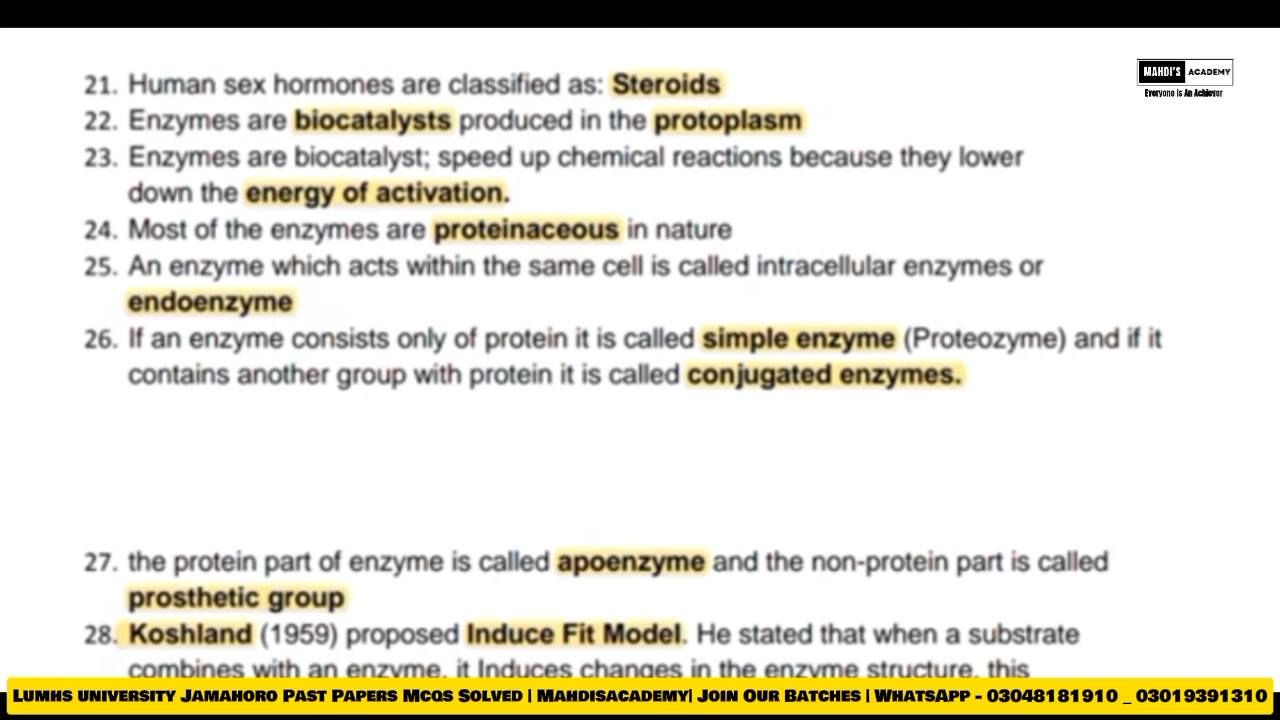 MAHDI'S ACADEMY
Everyone Is An Achiever
21. Human sex hormones are classified as: Steroids
22. Enzymes are biocatalysts produced in the protoplasm
23. Enzymes are biocatalyst; speed up chemical reactions because they lower
down the energy of activation.
24. Most of the enzymes are proteinaceous in nature
25. An enzyme which acts within the same cell is called intracellular enzymes or
endoenzyme
26. If an enzyme consists only of protein it is called simple enzyme (Proteozyme) and if it
contains another group with protein it is called conjugated enzymes.
27. the protein part of enzyme is called apoenzyme and the non-protein part is called
prosthetic group
28. Koshland (1959) proposed Induce Fit Model. He stated that when a substrate
combines with an enzyme, it Induces changes in the enzyme structure. this
Lumhs university Jamahoro Past Papers Mcqs Solved | Mahdisacademy| Join Our Batches | WhatsApp - 03048181910 _ 03019391310